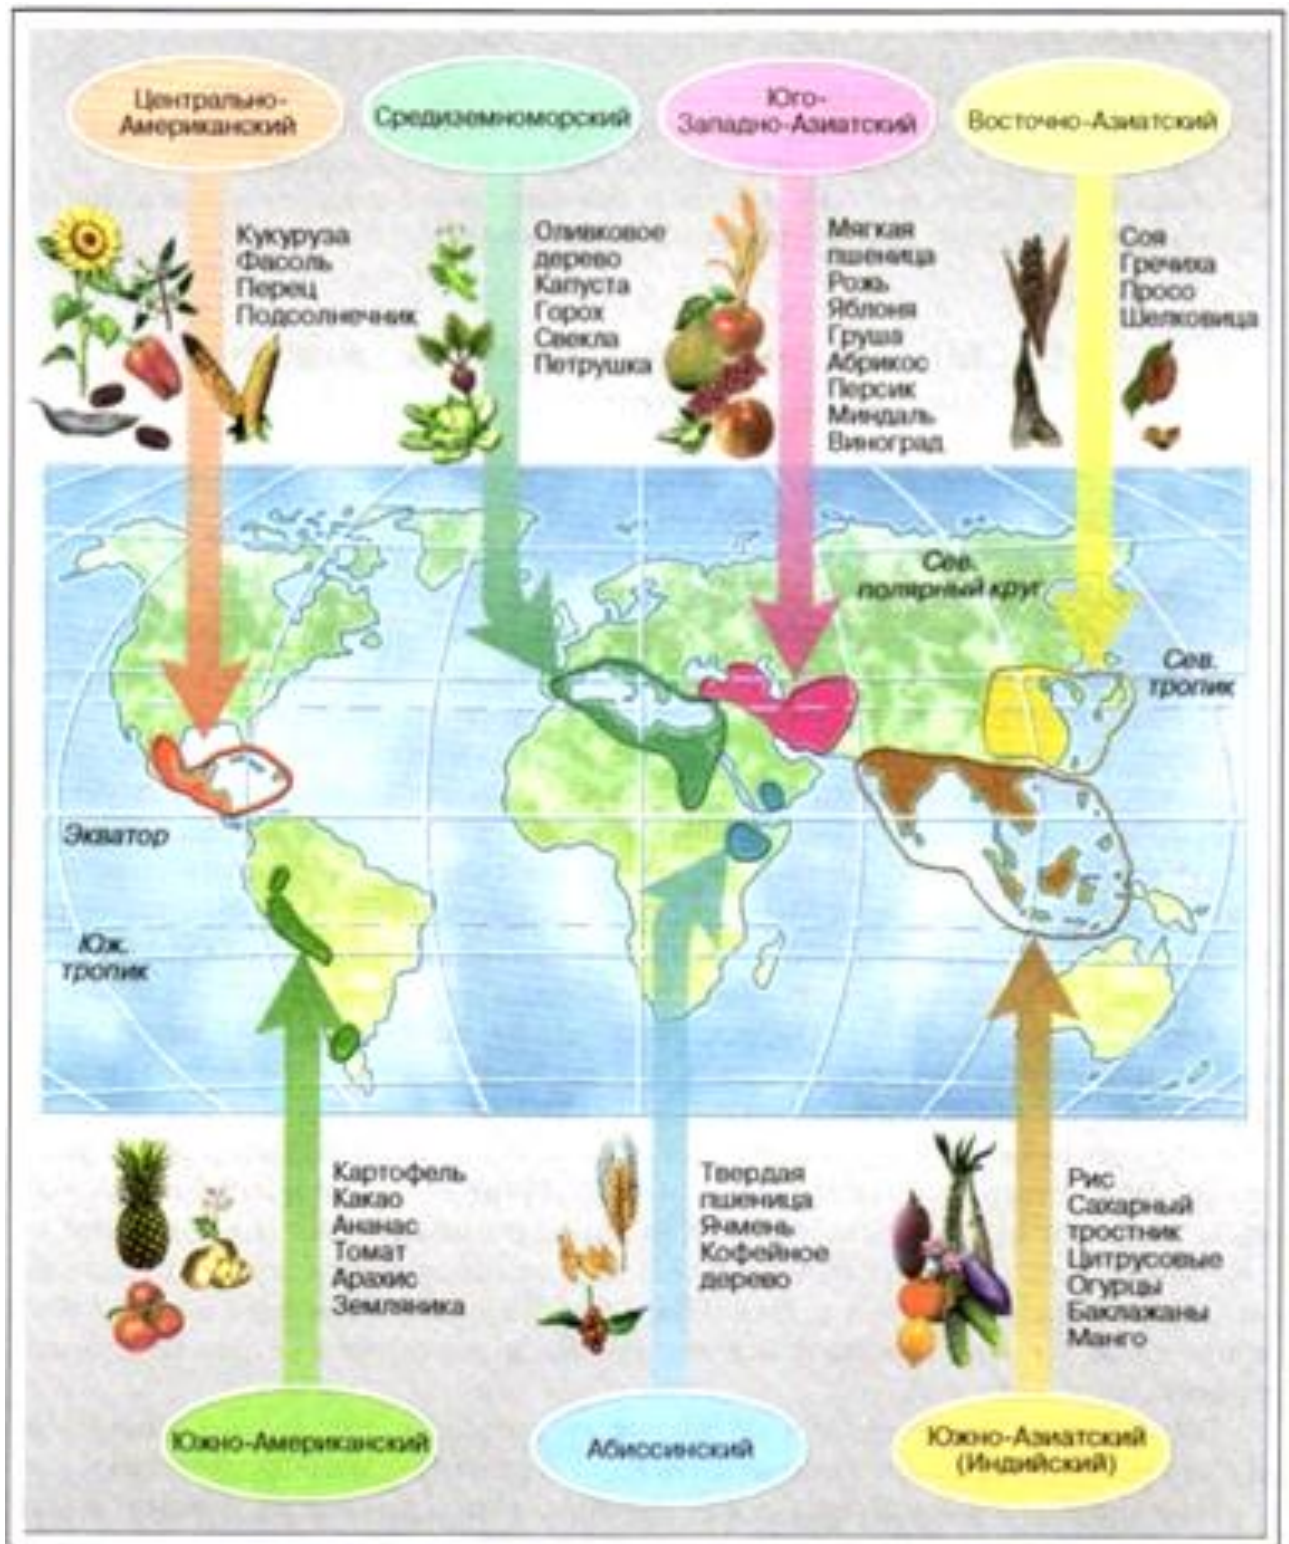 Центрально-
Американский
Средиземноморский
Юго-
Западно-Азиатский
Восточно-Азиатский
Кукуруза
Фасоль
Перец
Подсолнечник
Оливковое
дерево
Капуста
Горох
Свекла
Петрушка
Мягкая
пшеница
Рожь
Яблоня
Груша
Абрикос
Персик
Миндаль
Виноград
Соя
Гречиха
Просо
Шелковица
Сев.
полярный круг
Сев.
тропик
Экватор
Юж.
тропик
Картофель
Какао
Ананас
Томат
Арахис
Земляника
Твердая
пшеница
Ячмень
Кофейное
дерево
Рис
Сахарный
тростник
Цитрусовые
Огурцы
Баклажаны
Манго
Южно-Американский
Абиссинский
Южно-Азиатский
(Индийский)